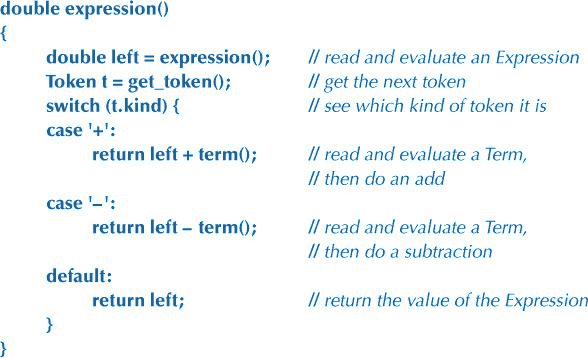 double expression()
{
double left = expression(); // read and evaluate an Expression
Token t = get_token(); // get the next token
switch (t.kind) { // see which kind of token it is
case '+':
return left + term(); // read and evaluate a Term,
// then do an add
case '–':
return left – term(); // read and evaluate a Term,
// then do a subtraction
default:
return left; // return the value of the Expression
}
}